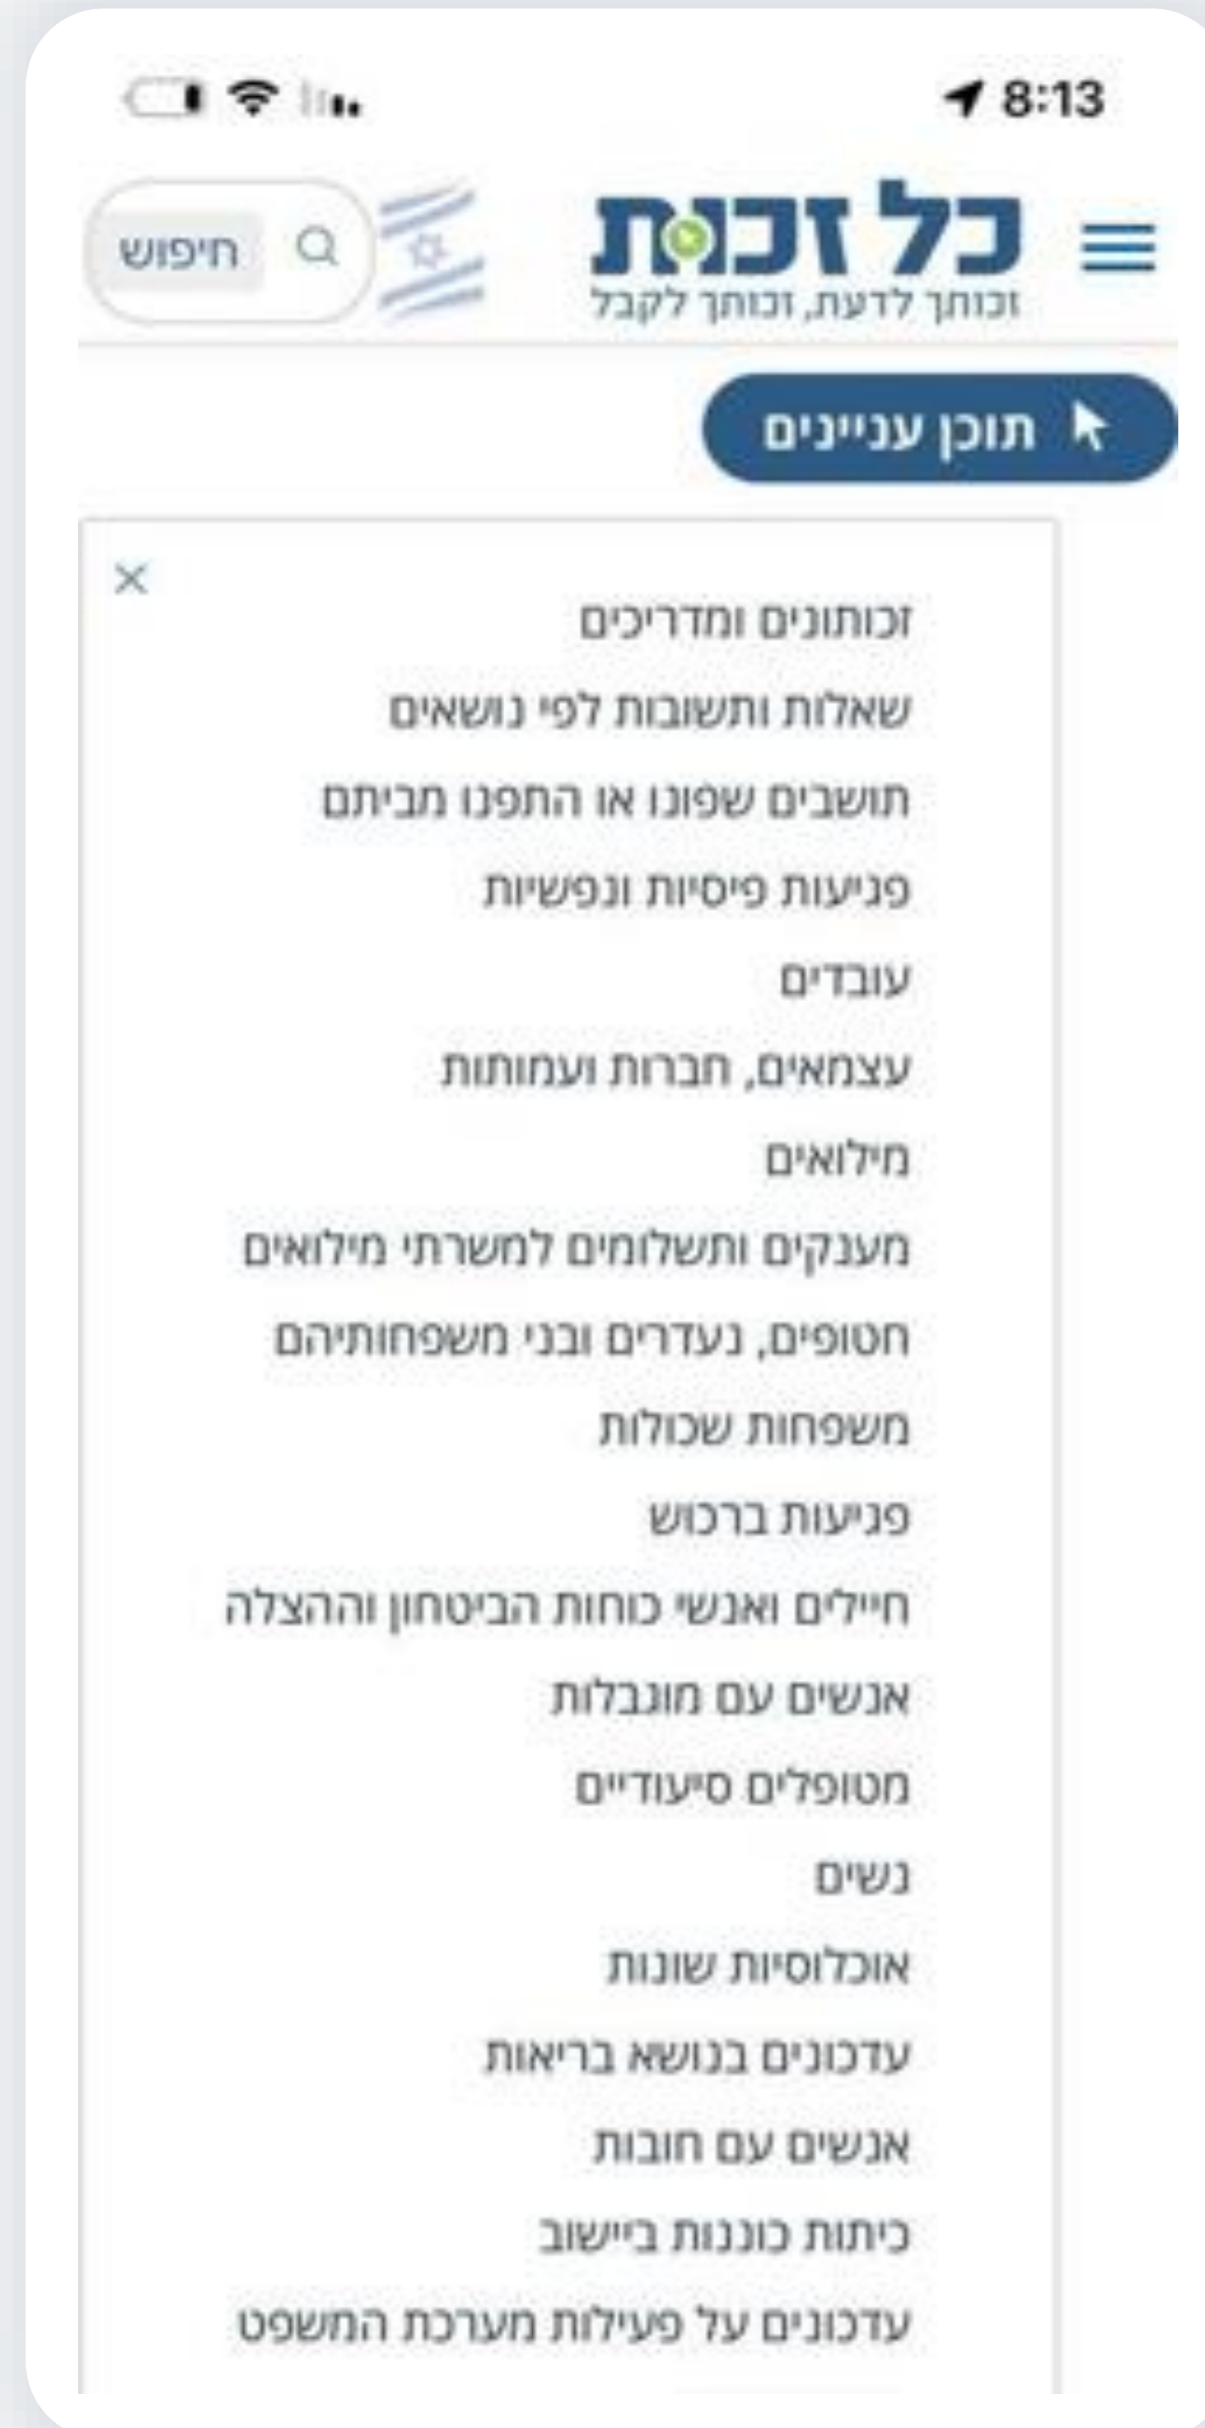 8:13
כל זכות
זכותך לדעת, זכותך לקבל
חיפוש
תוכן עניינים
זכותונים ומדריכים
שאלות ותשובות לפי נושאים
תושבים שפונו או התפנו מביתם
פגיעות פיסיות ונפשיות
עובדים
עצמאים, חברות ועמותות
מילואים
מענקים ותשלומים למשרתי מילואים
חטופים, נעדרים ובני משפחותיהם
משפחות שכולות
פגיעות ברכוש
חיילים ואנשי כוחות הביטחון וההצלה
אנשים עם מוגבלות
מטופלים סיעודיים
נשים
אוכלוסיות שונות
עדכונים בנושא בריאות
אנשים עם חובות
כיתות כוננות ביישוב
עדכונים על פעילות מערכת המשפט